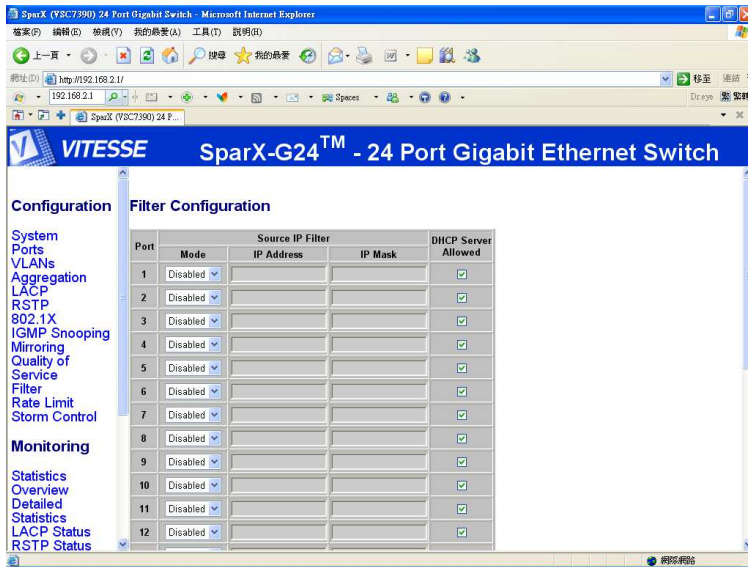 SparX (VSC7390) 24 Port Gigabit Switch - Microsoft Internet Explorer
檔案(F) 編輯(E) 檢視(V) 我的最愛(A) 工具(T) 說明(H)
上一頁 搜尋 我的最愛
網址(D) http://192.168.2.1/ 移至 連結
192.168.2.1 Spaces Dr.eye 繁
SparX (VSC7390) 24 P...
VITESSE SparX-G24™ - 24 Port Gigabit Ethernet Switch
Configuration
System
Ports
VLANs
Aggregation
LACP
RSTP
802.1X
IGMP Snooping
Mirroring
Quality of
Service
Filter
Rate Limit
Storm Control
Monitoring
Statistics
Overview
Detailed
Statistics
LACP Status
RSTP Status
Filter Configuration
Port Source IP Filter DHCP Server Allowed
Mode IP Address IP Mask
1 Disabled
2 Disabled
3 Disabled
4 Disabled
5 Disabled
6 Disabled
7 Disabled
8 Disabled
9 Disabled
10 Disabled
11 Disabled
12 Disabled
網際網路